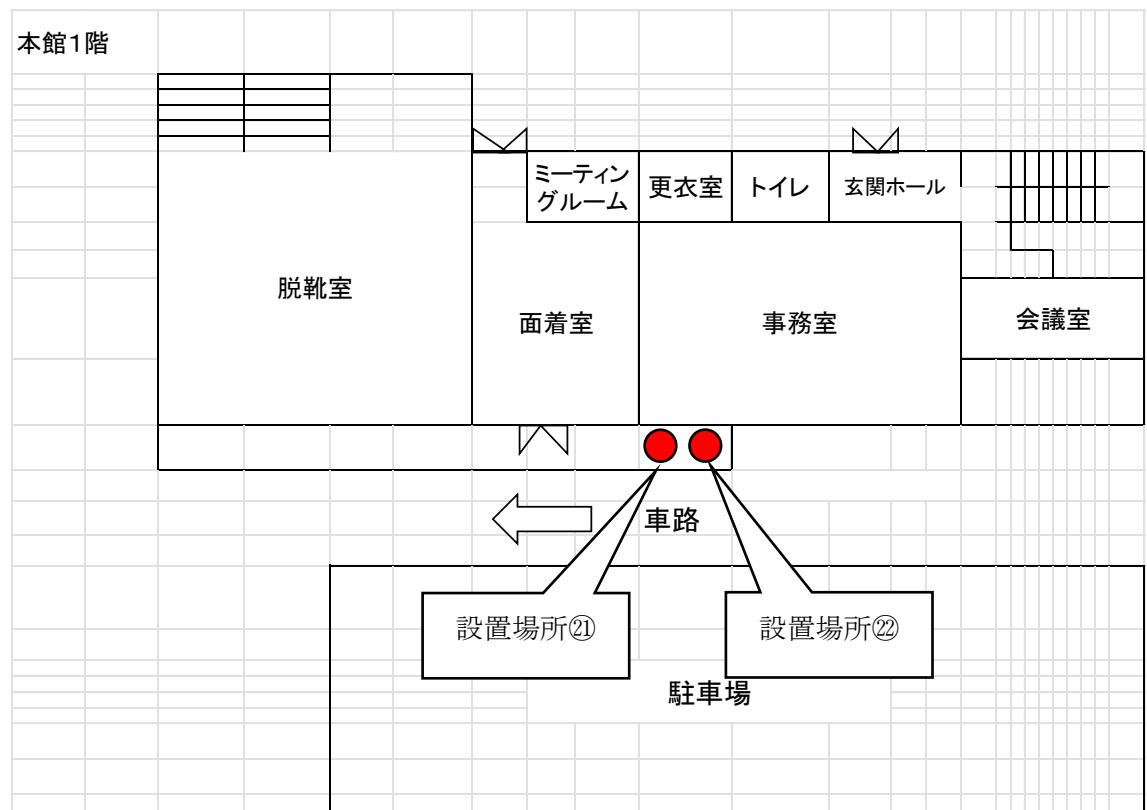 本館1階
ミーティン
グルーム
更衣室
トイレ
玄関ホール
脱靴室
面着室
事務室
会議室
車路
設置場所㉑
設置場所㉒
駐車場